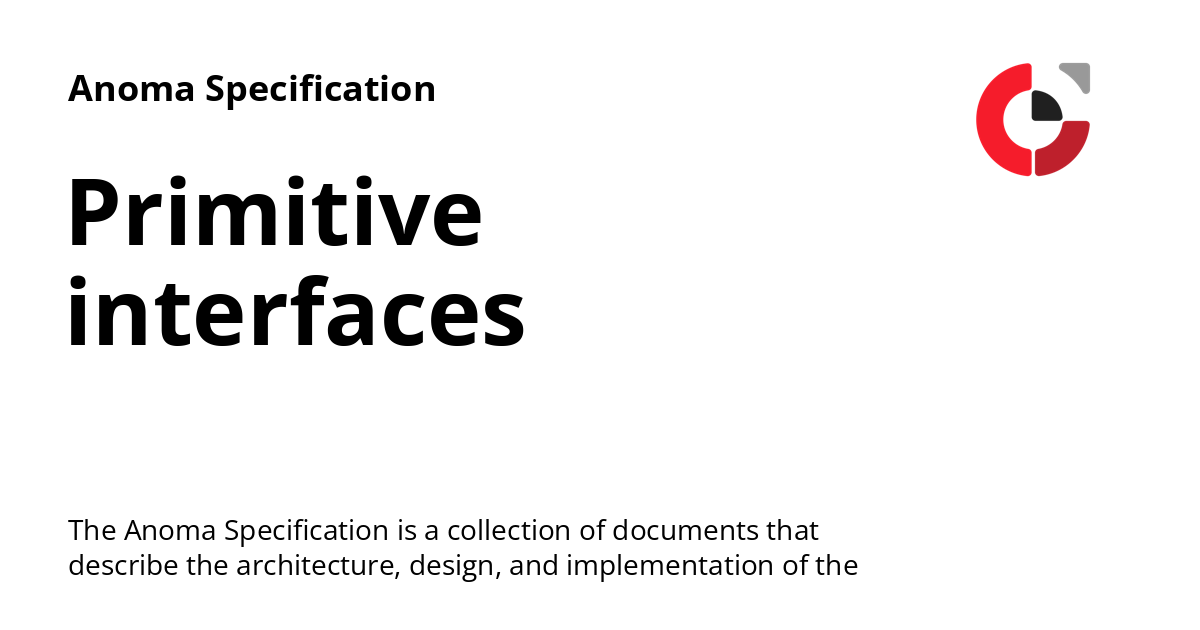 Anoma Specification
Primitive
interfaces
The Anoma Specification is a collection of documents that
describe the architecture, design, and implementation of the